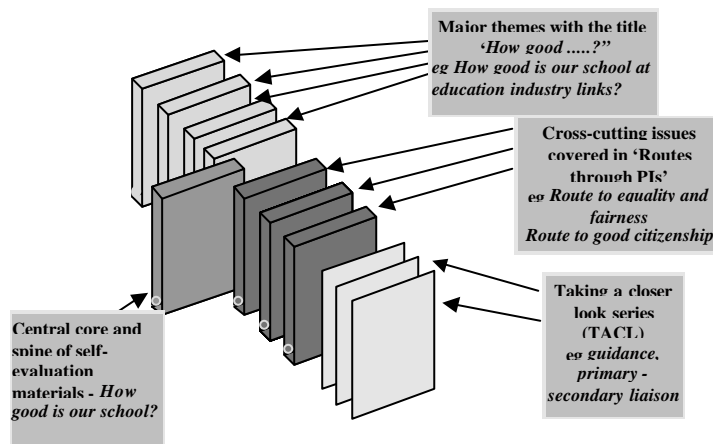 Major themes with the title
‘How good .....?”
eg How good is our school at
education industry links?
Cross-cutting issues
covered in ‘Routes
through PIs’
eg Route to equality and
fairness
Route to good citizenship
Taking a closer
look series
(TACL)
eg guidance,
primary -
secondary liaison
Central core and
spine of self-
evaluation
materials - How
good is our school?